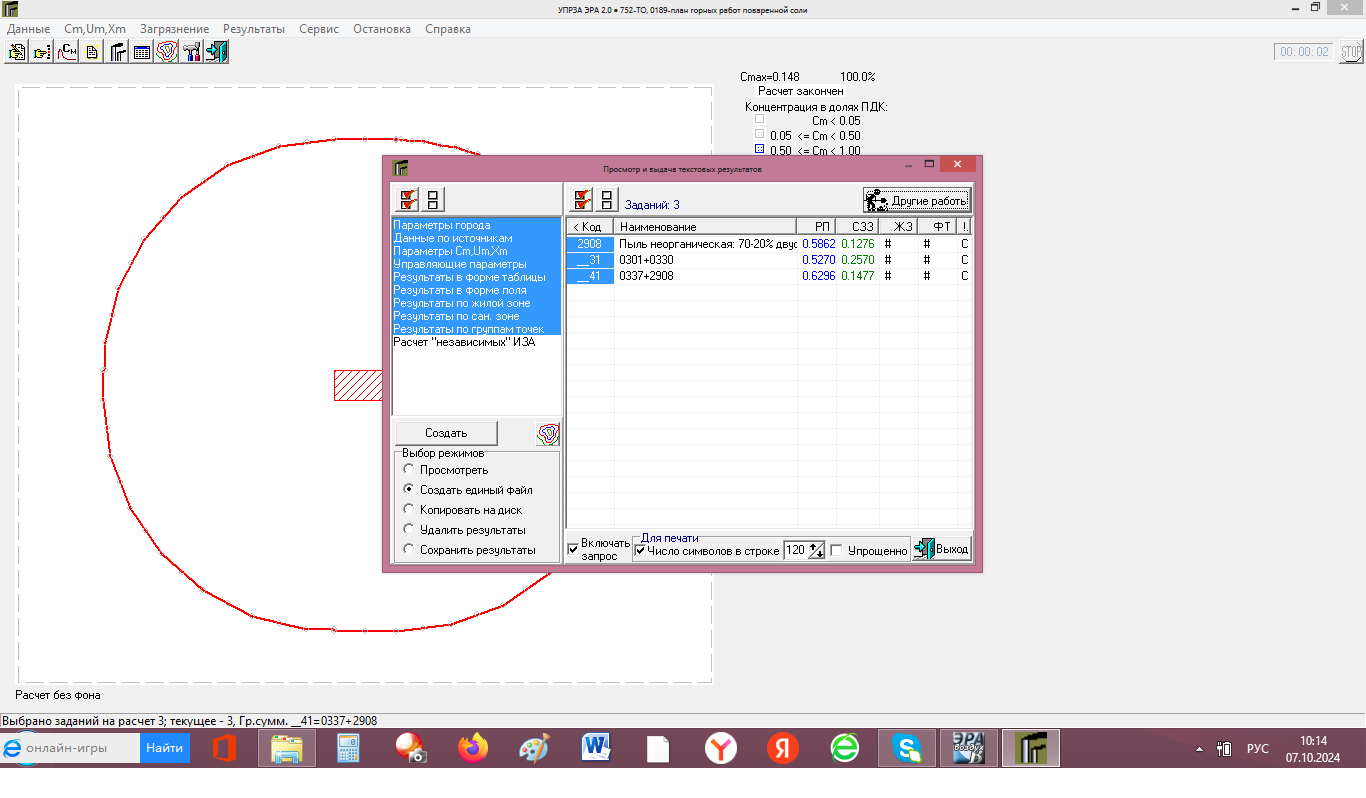 УПРЗА ЭРА 2.0 • 752-ТО, 0189-план горных работ поваренной соли
Данные Cm,Um,Xm Загрязнение Результаты Сервис Остановка Справка
00: 00: 02 STOP
Cmax=0.148 100.0%
Расчет закончен
Концентрация в долях ПДК:
Cm < 0.05
0.05 <= Cm < 0.50
0.50 <= Cm < 1.00
Просмотр и выдача текстовых результатов
Заданий: 3
Другие работы
Параметры города
Данные по источникам
Параметры Cm,Um,Xm
Управляющие параметры
Результаты в форме таблицы
Результаты в форме поля
Результаты по жилой зоне
Результаты по сан. зоне
Результаты по группам точек
Расчет "независимых" ИЗА
< Код Наименование РП СЗЗ ЖЗ ФТ !.
2908 Пыль неорганическая: 70-20% двус 0.5862 0.1276 # # С
__31 0301+0330 0.5270 0.2570 # # С
__41 0337+2908 0.6296 0.1477 # # С
Создать
Выбор режимов
Просмотреть
Создать единый файл
Копировать на диск
Удалить результаты
Сохранить результаты
Включать запрос
Для печати
Число символов в строке 120 Упрощенно
Выход
Расчет без фона
Выбрано заданий на расчет 3; текущее - 3, Гр.сумм. __41=0337+2908
онлайн-игры Найти
ЭРА
воздух
РУС
10:14
07.10.2024